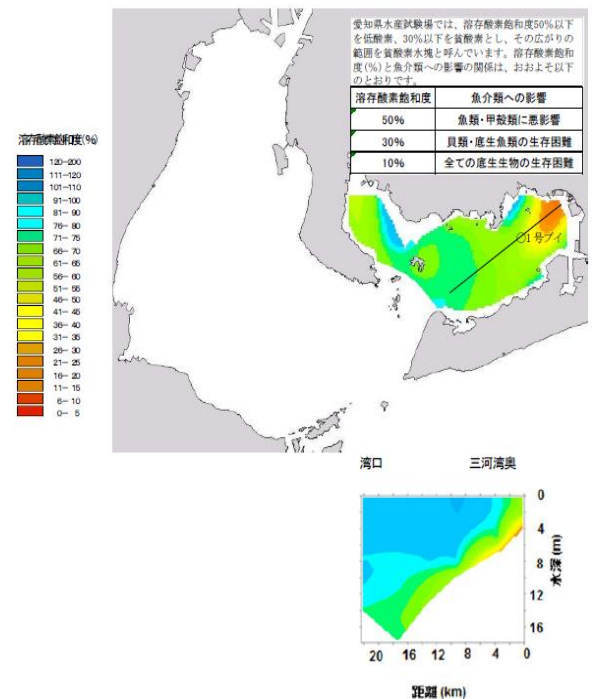 愛知県水産試験場では、溶存酸素飽和度50%以下
を低酸素、30%以下を貧酸素とし、その広がりの
範囲を貧酸素水塊と呼んでいます。溶存酸素飽和
度(%)と魚介類への影響の関係は、おおよそ以下
のとおりです。
溶存酸素飽和度 魚介類への影響
50% 魚類・甲殻類に悪影響
30% 貝類・底生魚類の生存困難
10% 全ての底生生物の生存困難
溶存酸素飽和度(%)
120-200
111-120
101-110
91-100
81- 90
76- 80
71- 75
66- 70
61- 65
56- 60
51- 55
46- 50
41- 45
36- 40
31- 35
26- 30
21- 25
16- 20
11- 15
6- 10
0- 5
1号ブイ
湾口 三河湾奥
0
4
8
12
16
水深(m)
20 16 12 8 4 0
距離(km)